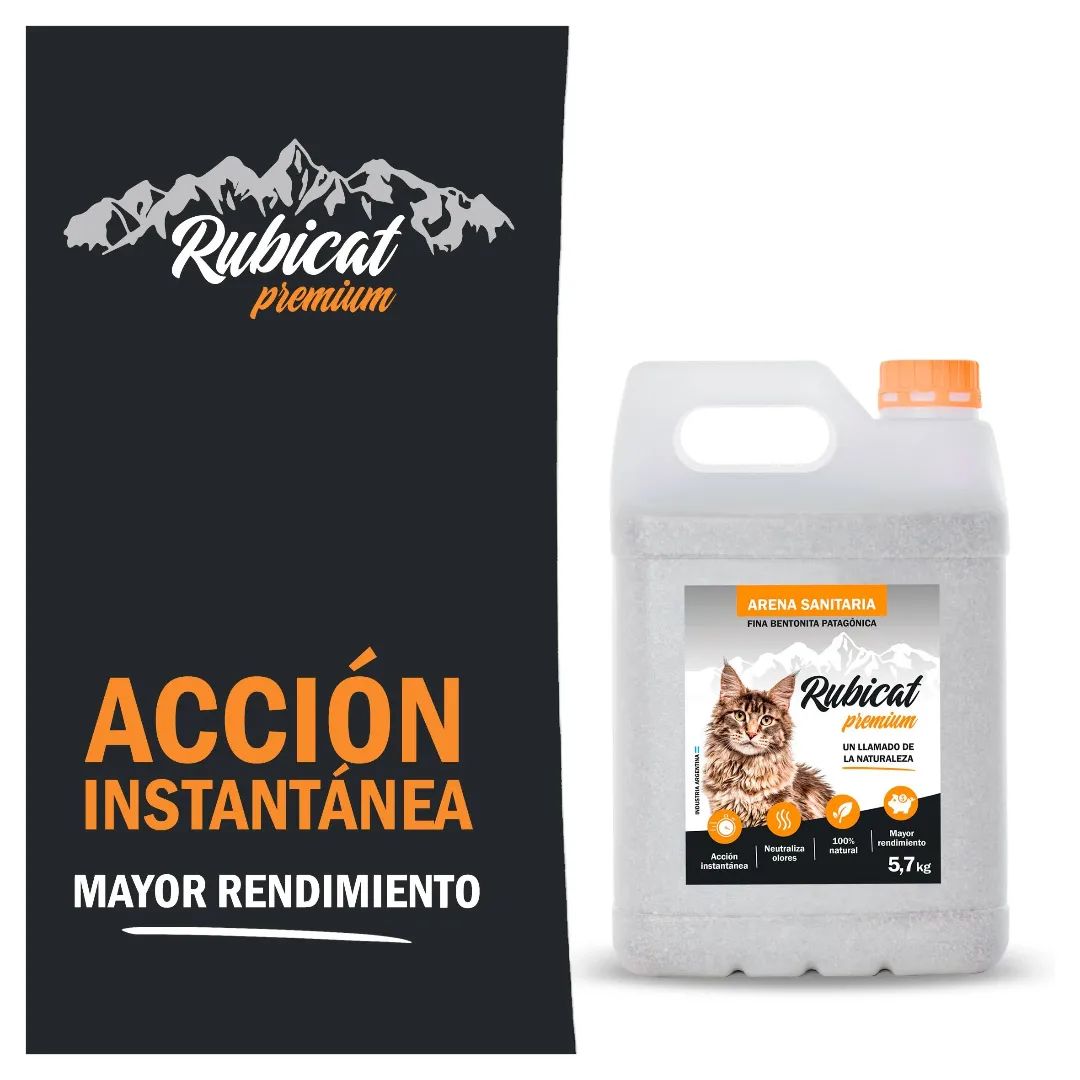 Rubicat
premium
ACCIÓN
INSTANTÁNEA
MAYOR RENDIMIENTO
ARENA SANITARIA
FINA BENTONITA PATAGÓNICA
Rubicat
premium
UN LLAMADO DE
LA NATURALEZA
INDUSTRIA ARGENTINA
Acción
instantánea
Neutraliza
olores
100%
natural
Mayor
rendimiento
5,7 kg